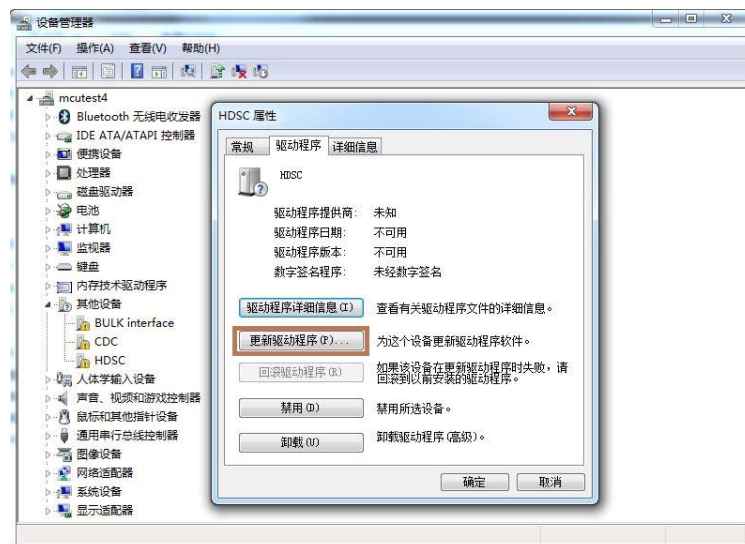 设备管理器
文件(F) 操作(A) 查看(V) 帮助(H)
mcutest4
Bluetooth 无线电收发器
IDE ATA/ATAPI 控制器
便携设备
处理器
磁盘驱动器
电池
计算机
监视器
键盘
内存技术驱动程序
其他设备
BULK interface
CDC
HDSC
人体学输入设备
声音、视频和游戏控制器
鼠标和其他指针设备
通用串行总线控制器
图像设备
网络适配器
系统设备
显示适配器
HDSC 属性
常规 驱动程序 详细信息
HDSC
驱动程序提供商: 未知
驱动程序日期: 不可用
驱动程序版本: 不可用
数字签名程序: 未经数字签名
驱动程序详细信息(I) 查看有关驱动程序文件的详细信息。
更新驱动程序(P)... 为这个设备更新驱动程序软件。
回滚驱动程序(R) 如果该设备在更新驱动程序时失败，请
回滚到以前安装的驱动程序。
禁用(D) 禁用所选设备。
卸载(U) 卸载驱动程序(高级)。
确定 取消